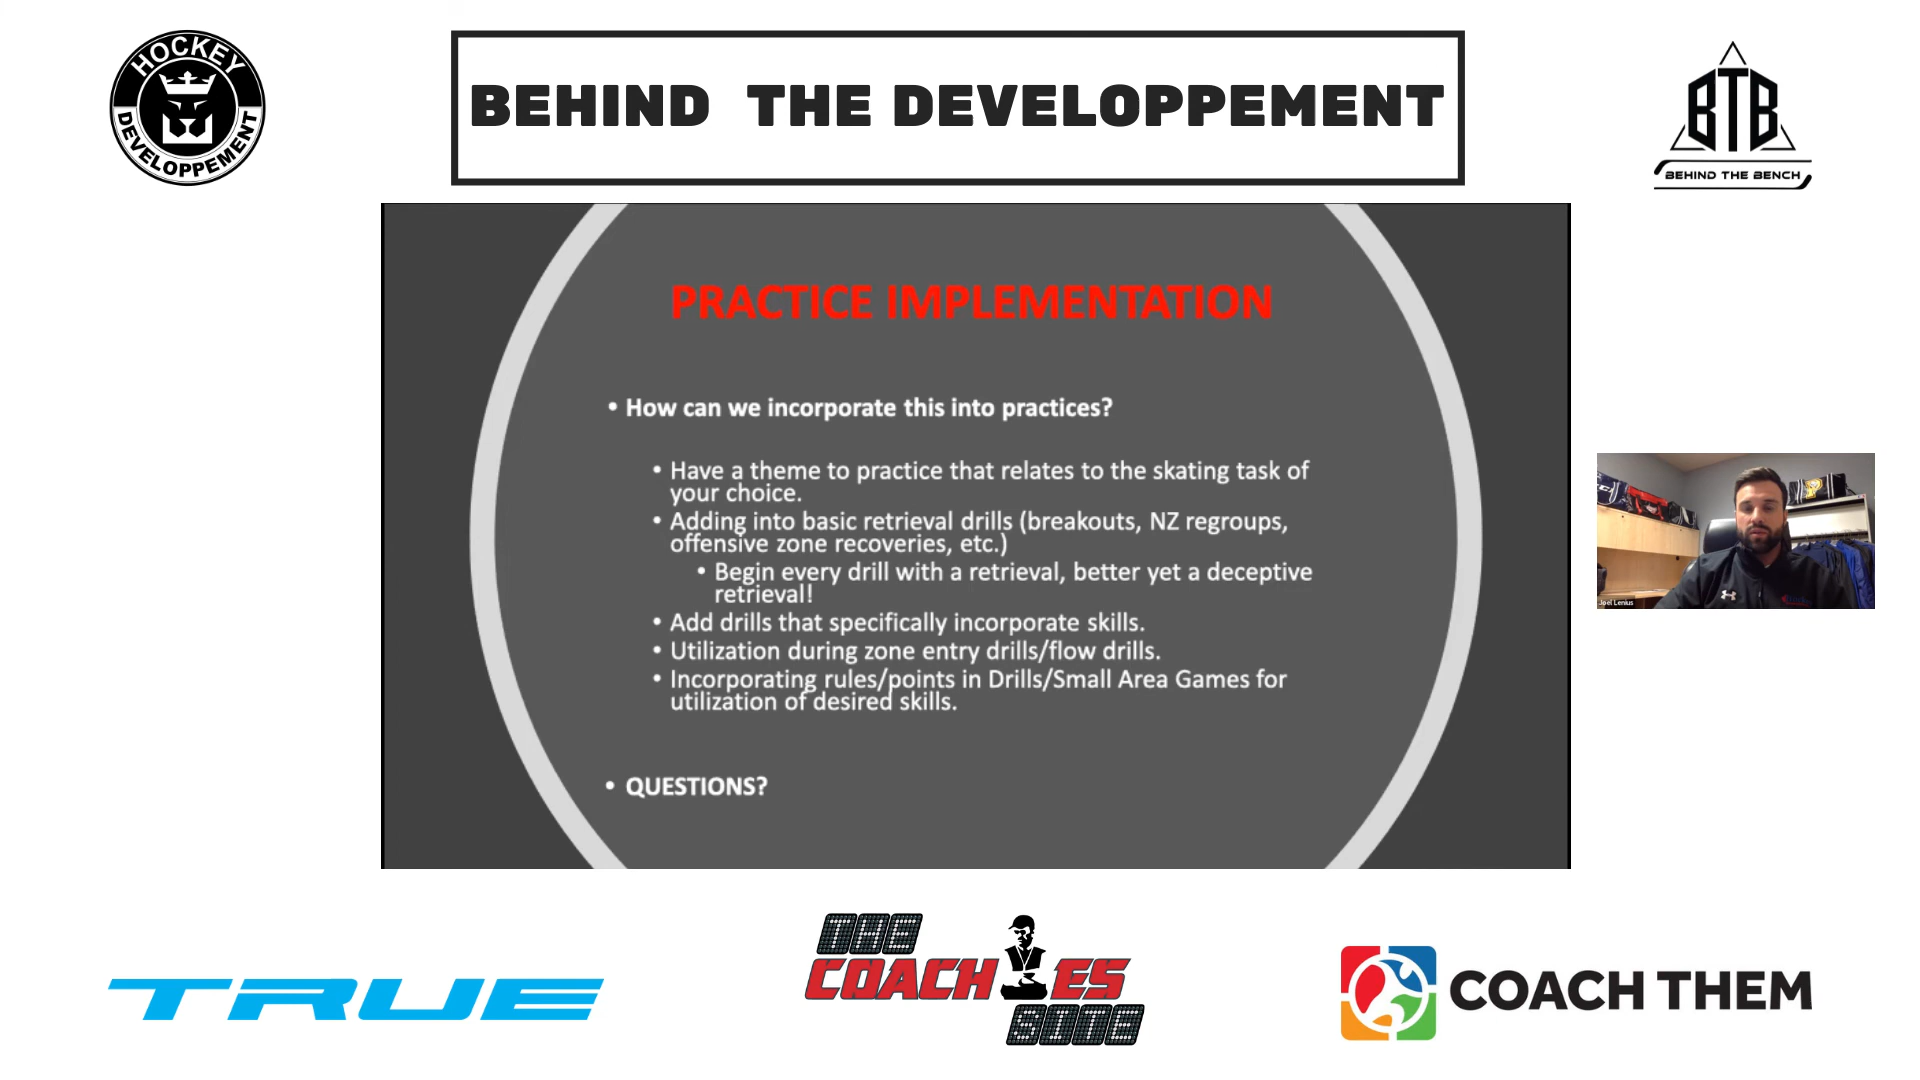 HOCKEY
DEVELOPPEMENT
BEHIND THE DEVELOPPEMENT
BTB
BEHIND THE BENCH
PRACTICE IMPLEMENTATION
• How can we incorporate this into practices?
• Have a theme to practice that relates to the skating task of
your choice.
• Adding into basic retrieval drills (breakouts, NZ regroups,
offensive zone recoveries, etc.)
• Begin every drill with a retrieval, better yet a deceptive
retrieval!
• Add drills that specifically incorporate skills.
• Utilization during zone entry drills/flow drills.
• Incorporating rules/points in Drills/Small Area Games for
utilization of desired skills.
• QUESTIONS?
Joel Lenius
TRUE
THE
COACHES
SITE
COACH THEM